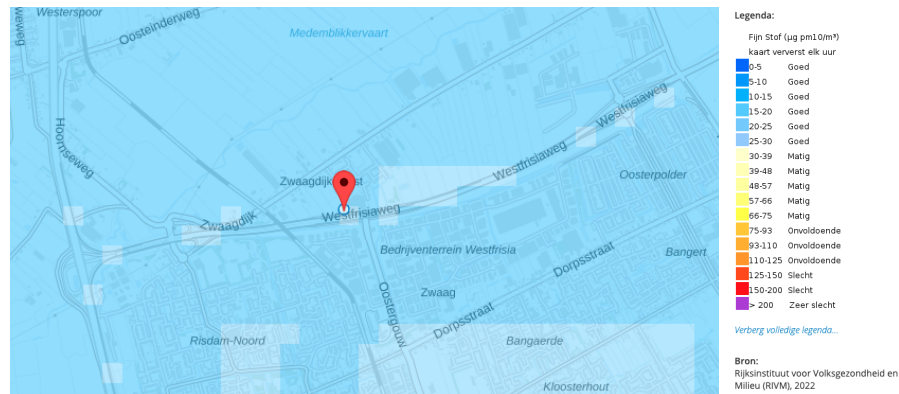 Westerspoor
weweg
Oosteinderweg
Medemblikkervaart
Hoornseweg
Westfrisiaweg
Westfrisiaweg
Oosterpolder
Zwaagdijk
Westfrisiaweg
Zwaagdijk
Bedrijventerrein Westfrisia
Bangert
Dorpsstraat
Zwaag
Oostergouw
Dorpsstraat
Risdam-Noord
Bangaerde
Kloosterhout
Legenda:
Fijn Stof (µg pm10/m³)
kaart ververst elk uur
0-5 Goed
5-10 Goed
10-15 Goed
15-20 Goed
20-25 Goed
25-30 Goed
30-39 Matig
39-48 Matig
48-57 Matig
57-66 Matig
66-75 Matig
75-93 Onvoldoende
93-110 Onvoldoende
110-125 Onvoldoende
125-150 Slecht
150-200 Slecht
> 200 Zeer slecht
Verberg volledige legenda...
Bron:
Rijksinstituut voor Volksgezondheid en
Milieu (RIVM), 2022